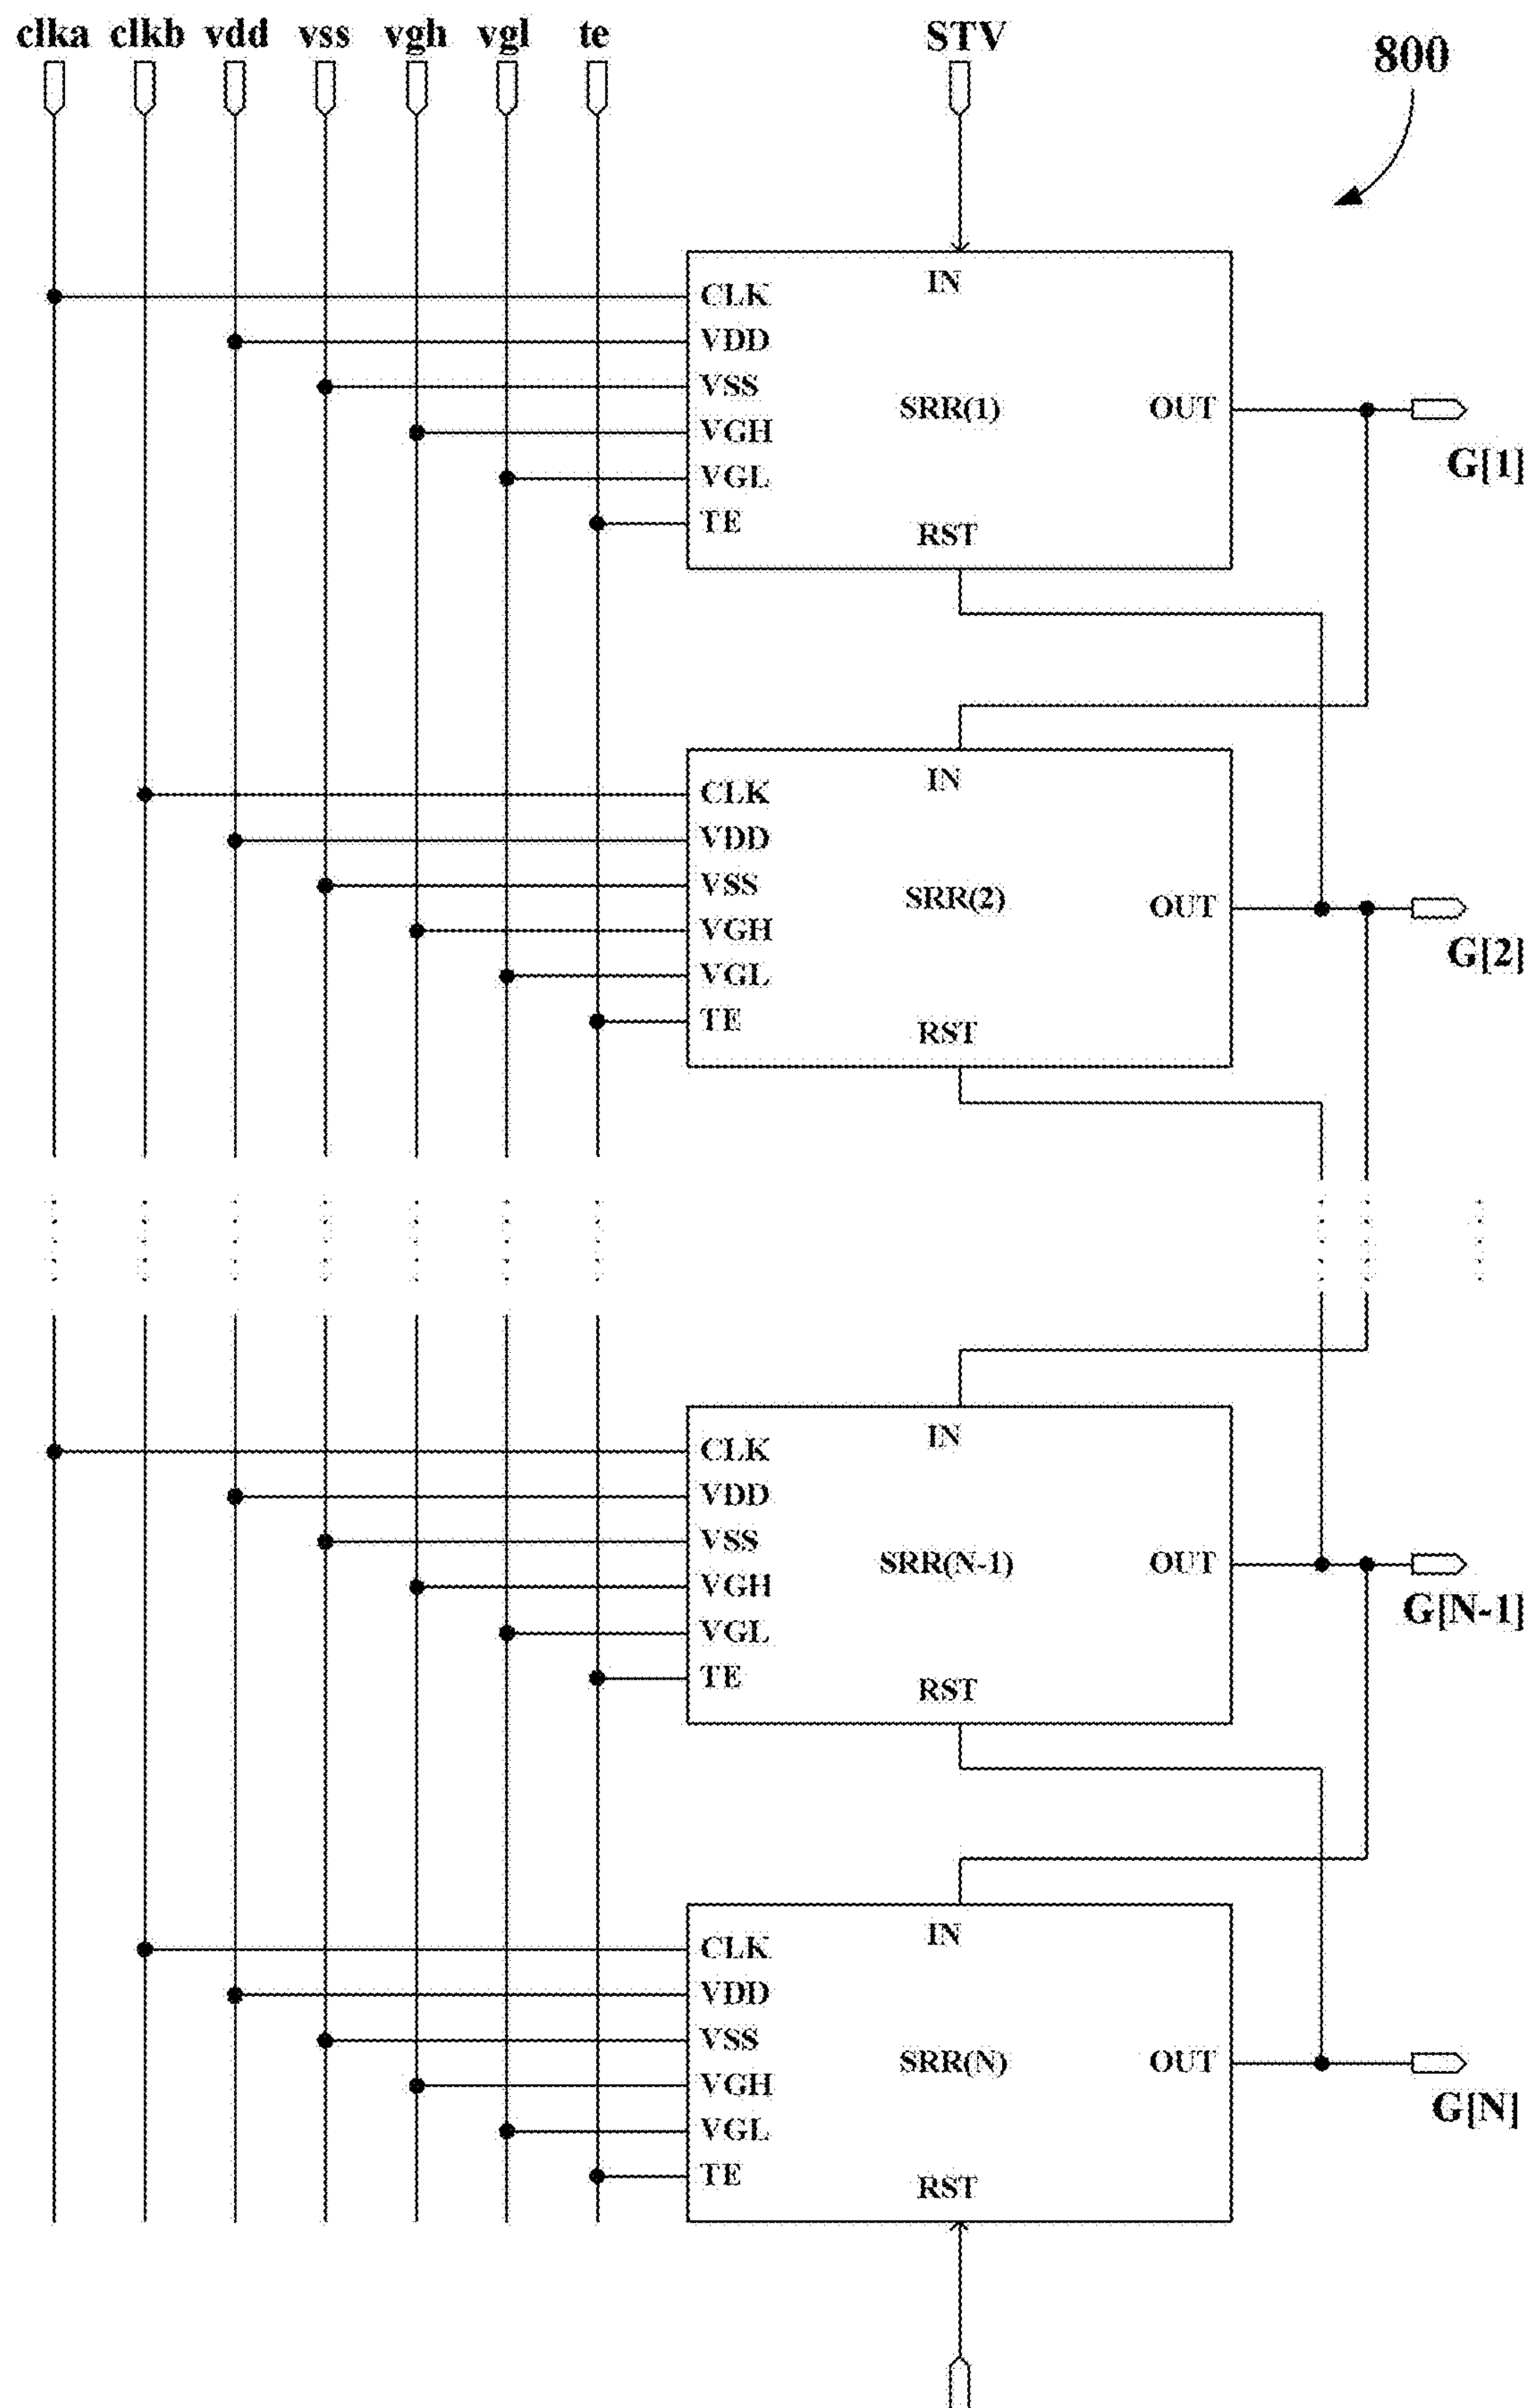 clka clkb vdd vss vgh vgl te STV
800
IN
CLK
VDD
VSS
SRR(1) OUT
VGH
G[1]
VGL
TE
RST
IN
CLK
VDD
VSS
SRR(2) OUT
VGH
G[2]
VGL
TE
RST
IN
CLK
VDD
VSS
SRR(N-1) OUT
VGH
G[N-1]
VGL
TE
RST
IN
CLK
VDD
VSS
SRR(N) OUT
VGH
G[N]
VGL
TE
RST